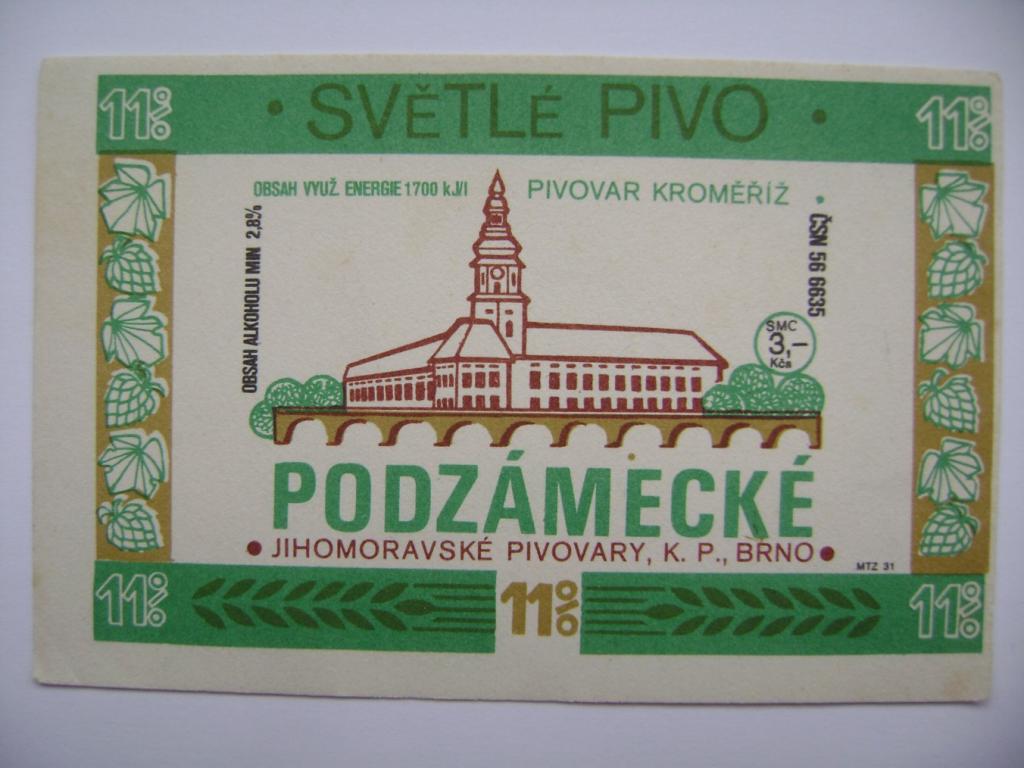 11% · SVĚTLÉ PIVO · 11%
OBSAH VYUŽ. ENERGIE 1700 kJ/l
PIVOVAR KROMĚŘÍŽ
OBSAH ALKOHOLU MIN 2,8%
ČSN 56 6635
SMC
3,-
Kčs
PODZÁMECKÉ
• JIHOMORAVSKÉ PIVOVARY, K. P., BRNO •
MTZ 31
11% 11% 11%